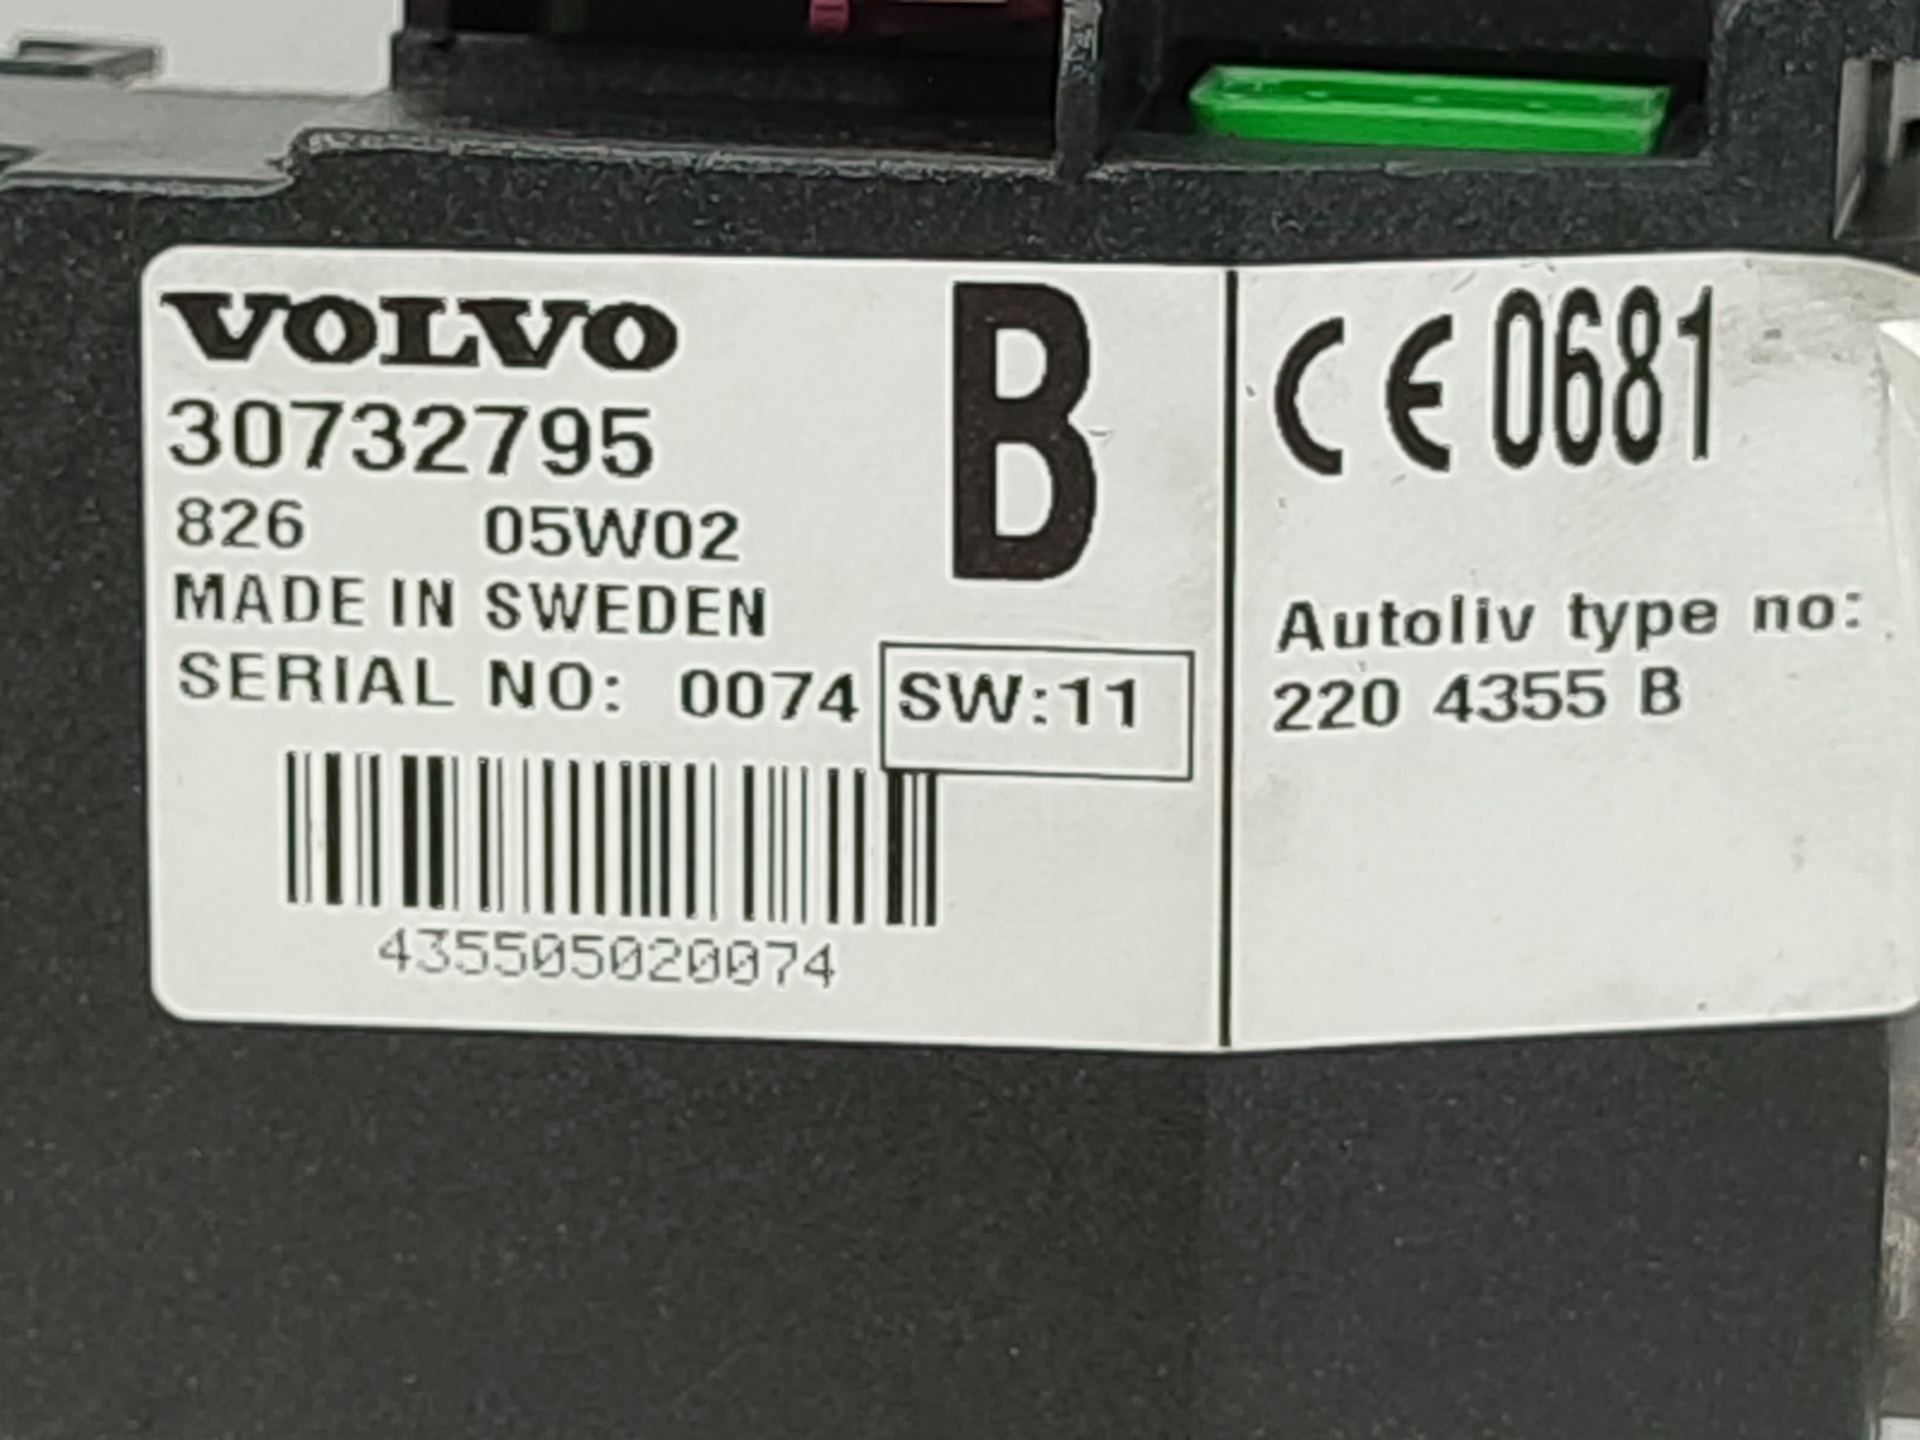 VOLVO
B
30732795
826 05W02
MADE IN SWEDEN
SERIAL NO: 0074 SW:11
435505020074
CE 0681
Autoliv type no:
220 4355 B